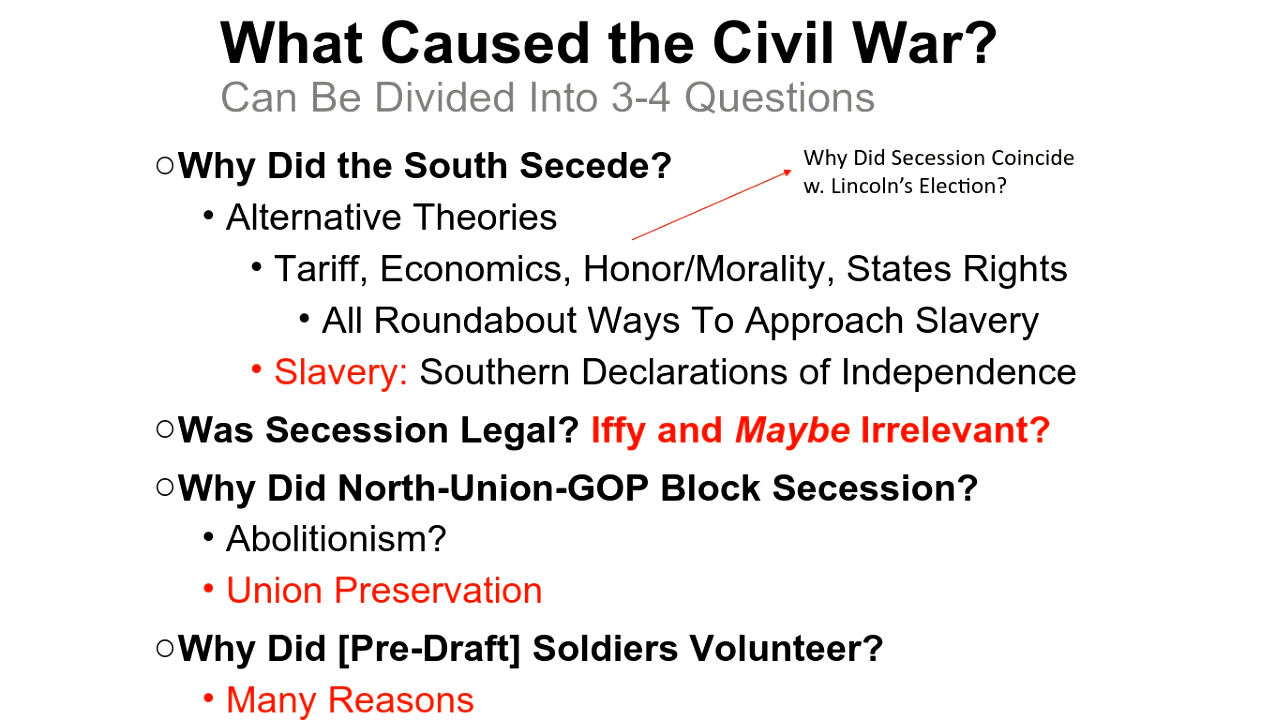 What Caused the Civil War?
Can Be Divided Into 3-4 Questions
○Why Did the South Secede?
Why Did Secession Coincide
w. Lincoln’s Election?
• Alternative Theories
• Tariff, Economics, Honor/Morality, States Rights
• All Roundabout Ways To Approach Slavery
• Slavery: Southern Declarations of Independence
○Was Secession Legal? Iffy and Maybe Irrelevant?
○Why Did North-Union-GOP Block Secession?
• Abolitionism?
• Union Preservation
○Why Did [Pre-Draft] Soldiers Volunteer?
• Many Reasons